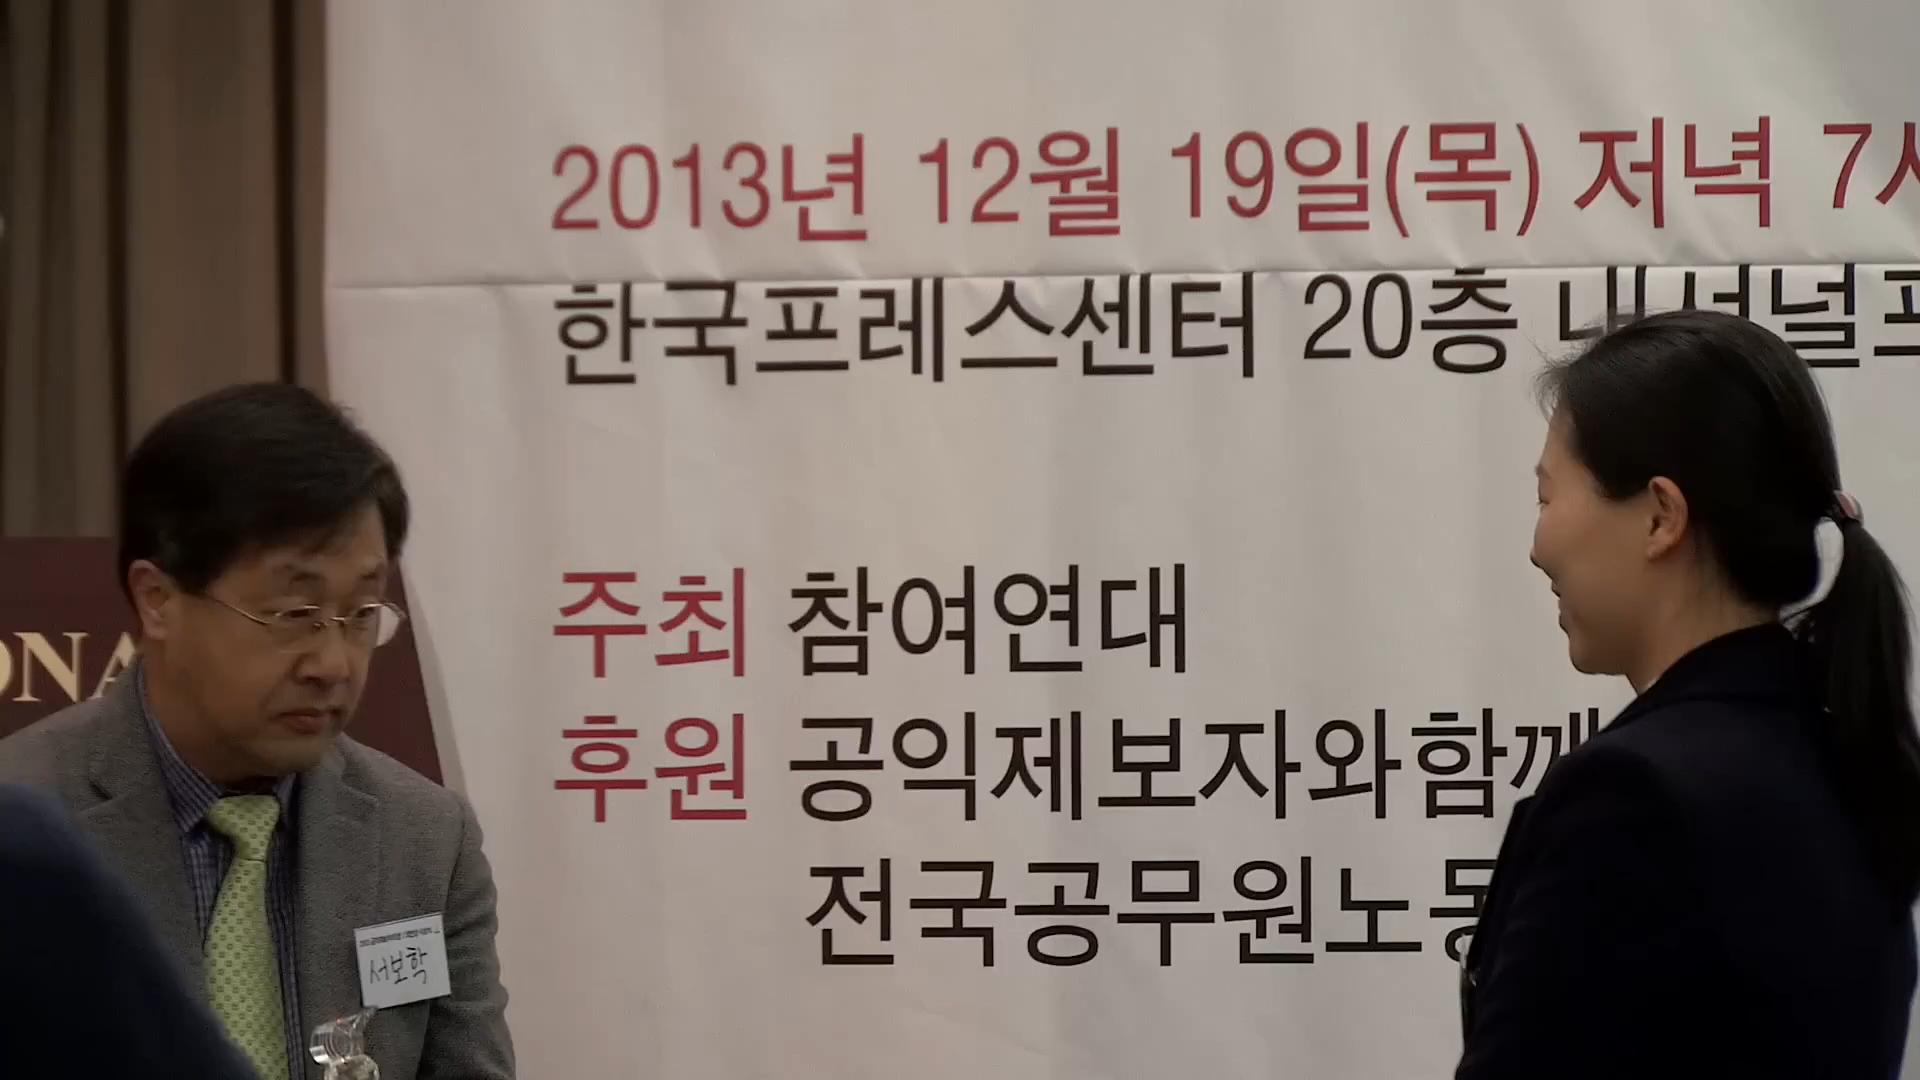 2013년 12월 19일(목) 저녁 7
한국프레스센터 20층
주최 참여연대
후원 공익제보자와함께
전국공무원노동
ONA
서보학